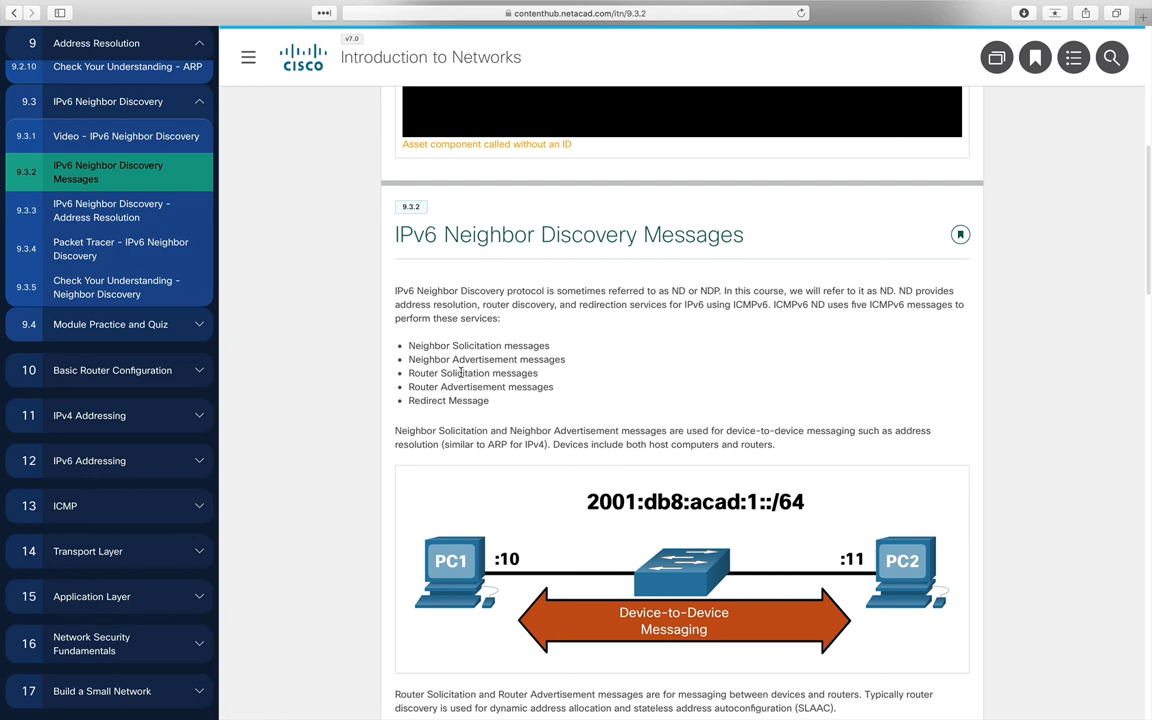 contenthub.netacad.com/itn/9.3.2
9 Address Resolution
9.2.10 Check Your Understanding - ARP
9.3 IPv6 Neighbor Discovery
9.3.1 Video - IPv6 Neighbor Discovery
9.3.2 IPv6 Neighbor Discovery
Messages
9.3.3 IPv6 Neighbor Discovery -
Address Resolution
9.3.4 Packet Tracer - IPv6 Neighbor
Discovery
9.3.5 Check Your Understanding -
Neighbor Discovery
9.4 Module Practice and Quiz
10 Basic Router Configuration
11 IPv4 Addressing
12 IPv6 Addressing
13 ICMP
14 Transport Layer
15 Application Layer
16 Network Security
Fundamentals
17 Build a Small Network
CISCO
v7.0
Introduction to Networks
Asset component called without an ID
9.3.2
IPv6 Neighbor Discovery Messages
IPv6 Neighbor Discovery protocol is sometimes referred to as ND or NDP. In this course, we will refer to it as ND. ND provides
address resolution, router discovery, and redirection services for IPv6 using ICMPv6. ICMPv6 ND uses five ICMPv6 messages to
perform these services:
• Neighbor Solicitation messages
• Neighbor Advertisement messages
• Router Solicitation messages
• Router Advertisement messages
• Redirect Message
Neighbor Solicitation and Neighbor Advertisement messages are used for device-to-device messaging such as address
resolution (similar to ARP for IPv4). Devices include both host computers and routers.
2001:db8:acad:1::/64
PC1 :10 :11 PC2
Device-to-Device
Messaging
Router Solicitation and Router Advertisement messages are for messaging between devices and routers. Typically router
discovery is used for dynamic address allocation and stateless address autoconfiguration (SLAAC).